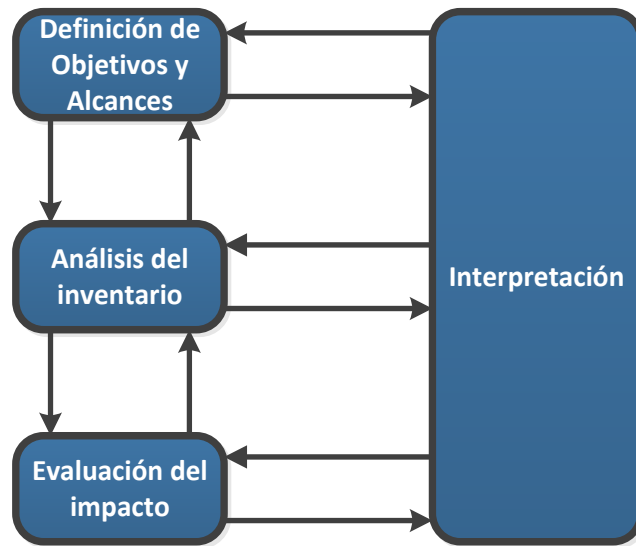 Definición de
Objetivos y
Alcances
Análisis del
inventario
Interpretación
Evaluación del
impacto